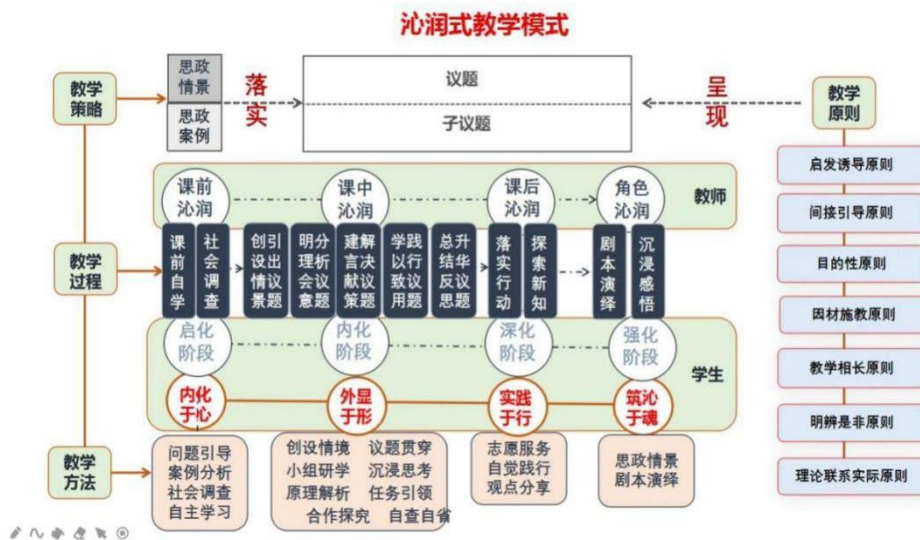 沁润式教学模式
教学
策略
思政
情景
思政
案例
落
实
议题
子议题
呈
现
教学
原则
启发诱导原则
间接引导原则
目的性原则
因材施教原则
教学相长原则
明辨是非原则
理论联系实际原则
课前
沁润
课中
沁润
课后
沁润
角色
沁润
教师
教学
过程
课前自学
社会调查
创设情景
引出议题
明理会意
分析议题
建言献策
解决议题
学以致用
践行议题
总结反思
升华议题
落实行动
探索新知
剧本演绎
沉浸感悟
启化
阶段
内化
阶段
深化
阶段
强化
阶段
学生
内化
于心
外显
于形
实践
于行
筑沁
于魂
教学
方法
问题引导
案例分析
社会调查
自主学习
创设情境 议题贯穿
小组研学 沉浸思考
原理解析 任务引领
合作探究 自查自省
志愿服务
自觉践行
观点分享
思政情景
剧本演绎